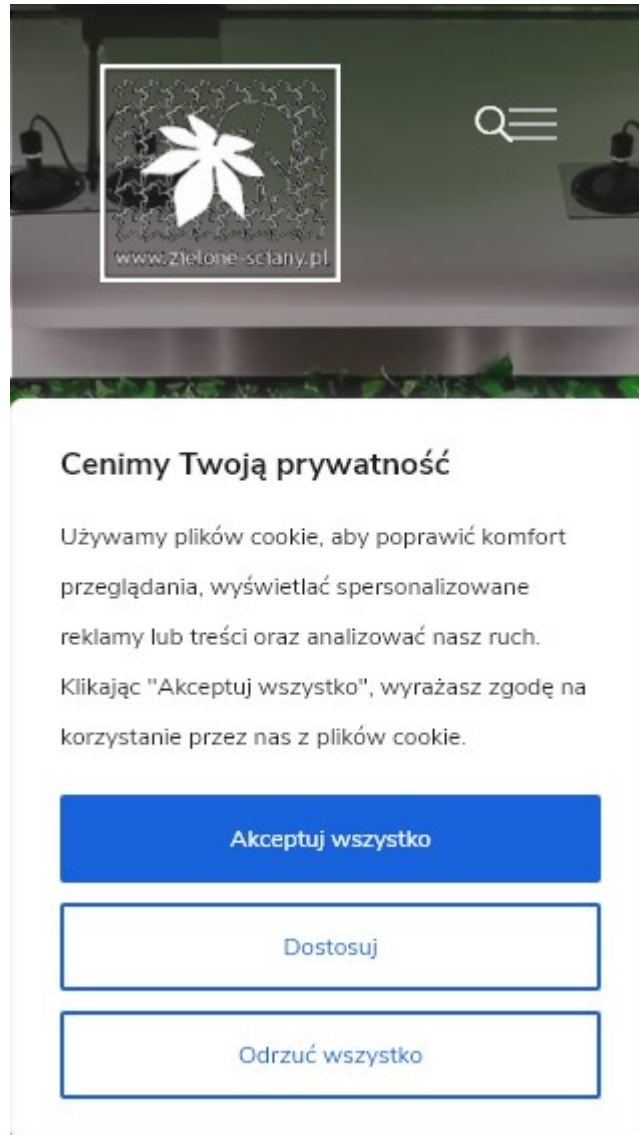 www.zielone-sciany.pl
Cenimy Twoją prywatność
Używamy plików cookie, aby poprawić komfort
przeglądania, wyświetlać spersonalizowane
reklamy lub treści oraz analizować nasz ruch.
Klikając "Akceptuj wszystko", wyrażasz zgodę na
korzystanie przez nas z plików cookie.
Akceptuj wszystko
Dostosuj
Odrzuć wszystko